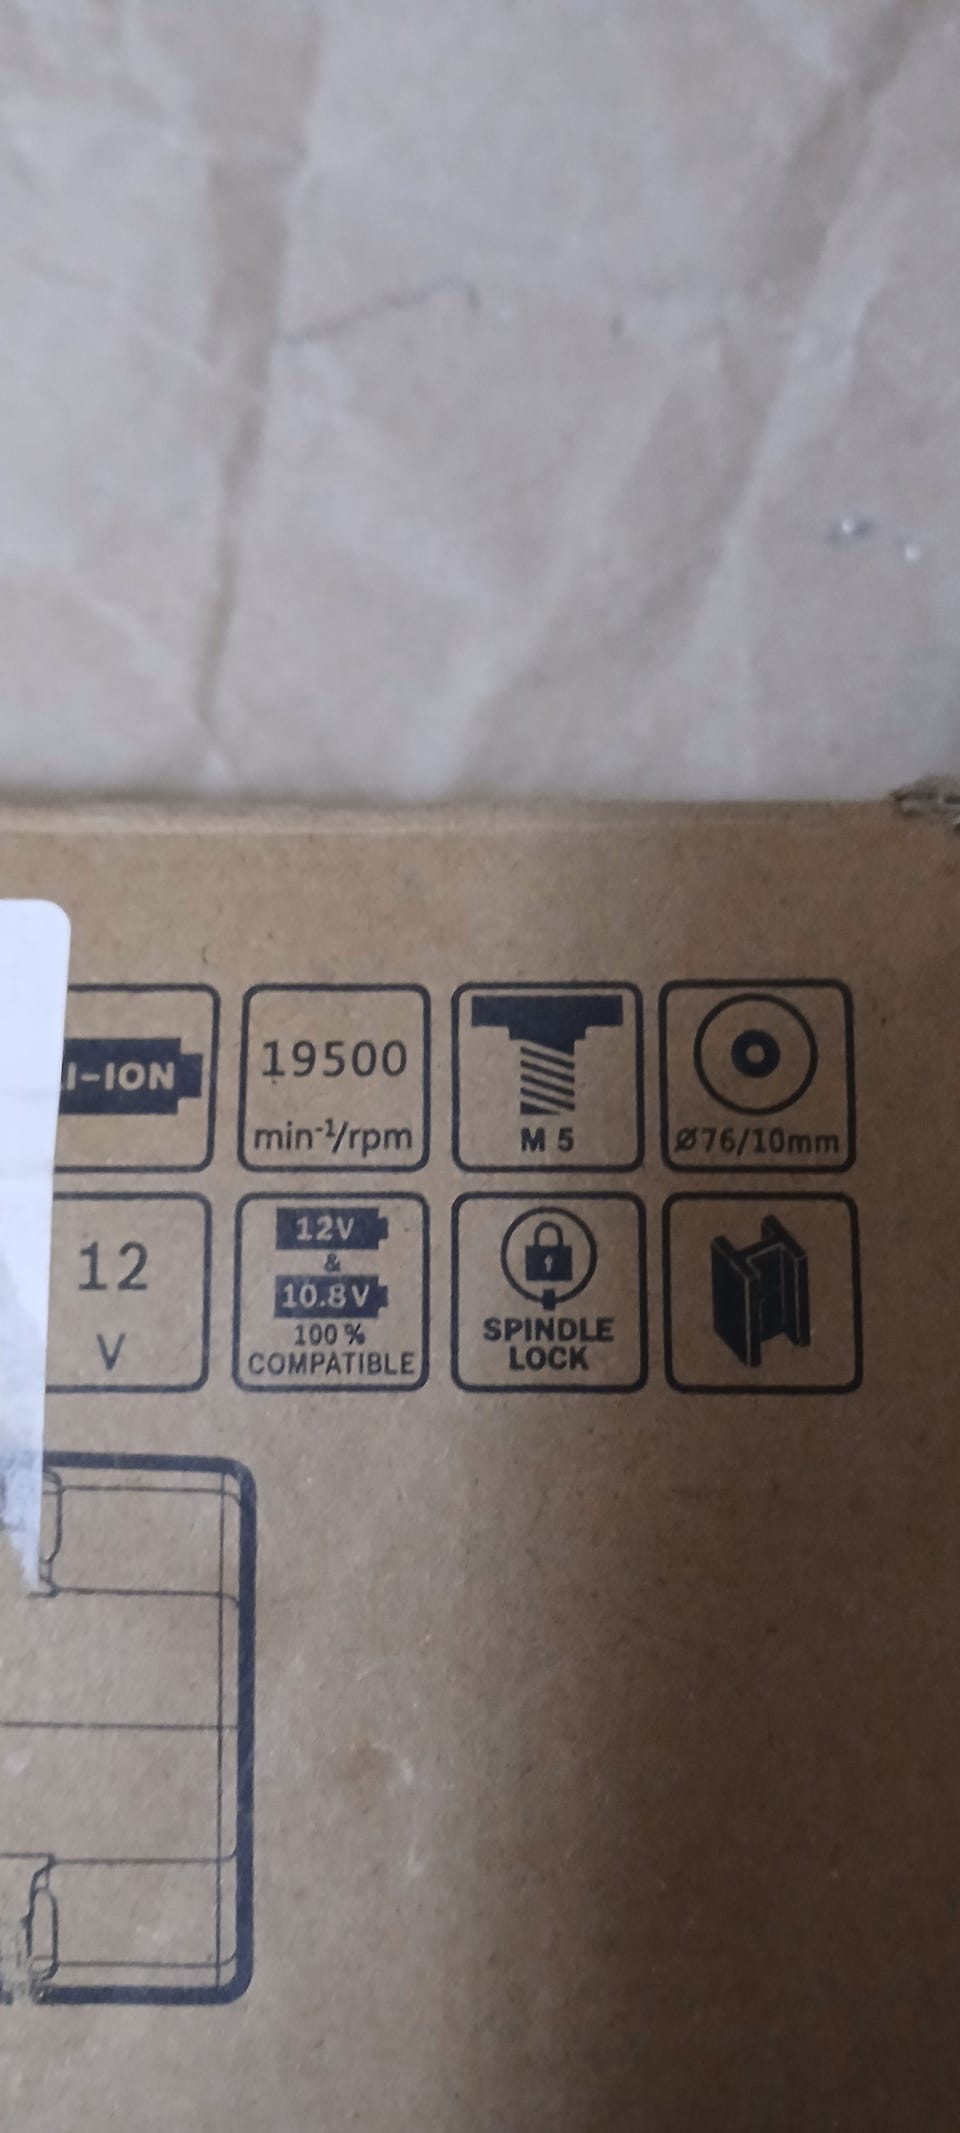 I-ION
19500
min-1/rpm
M 5
Ø76/10mm
12
V
12V
&
10.8V
100%
COMPATIBLE
SPINDLE
LOCK